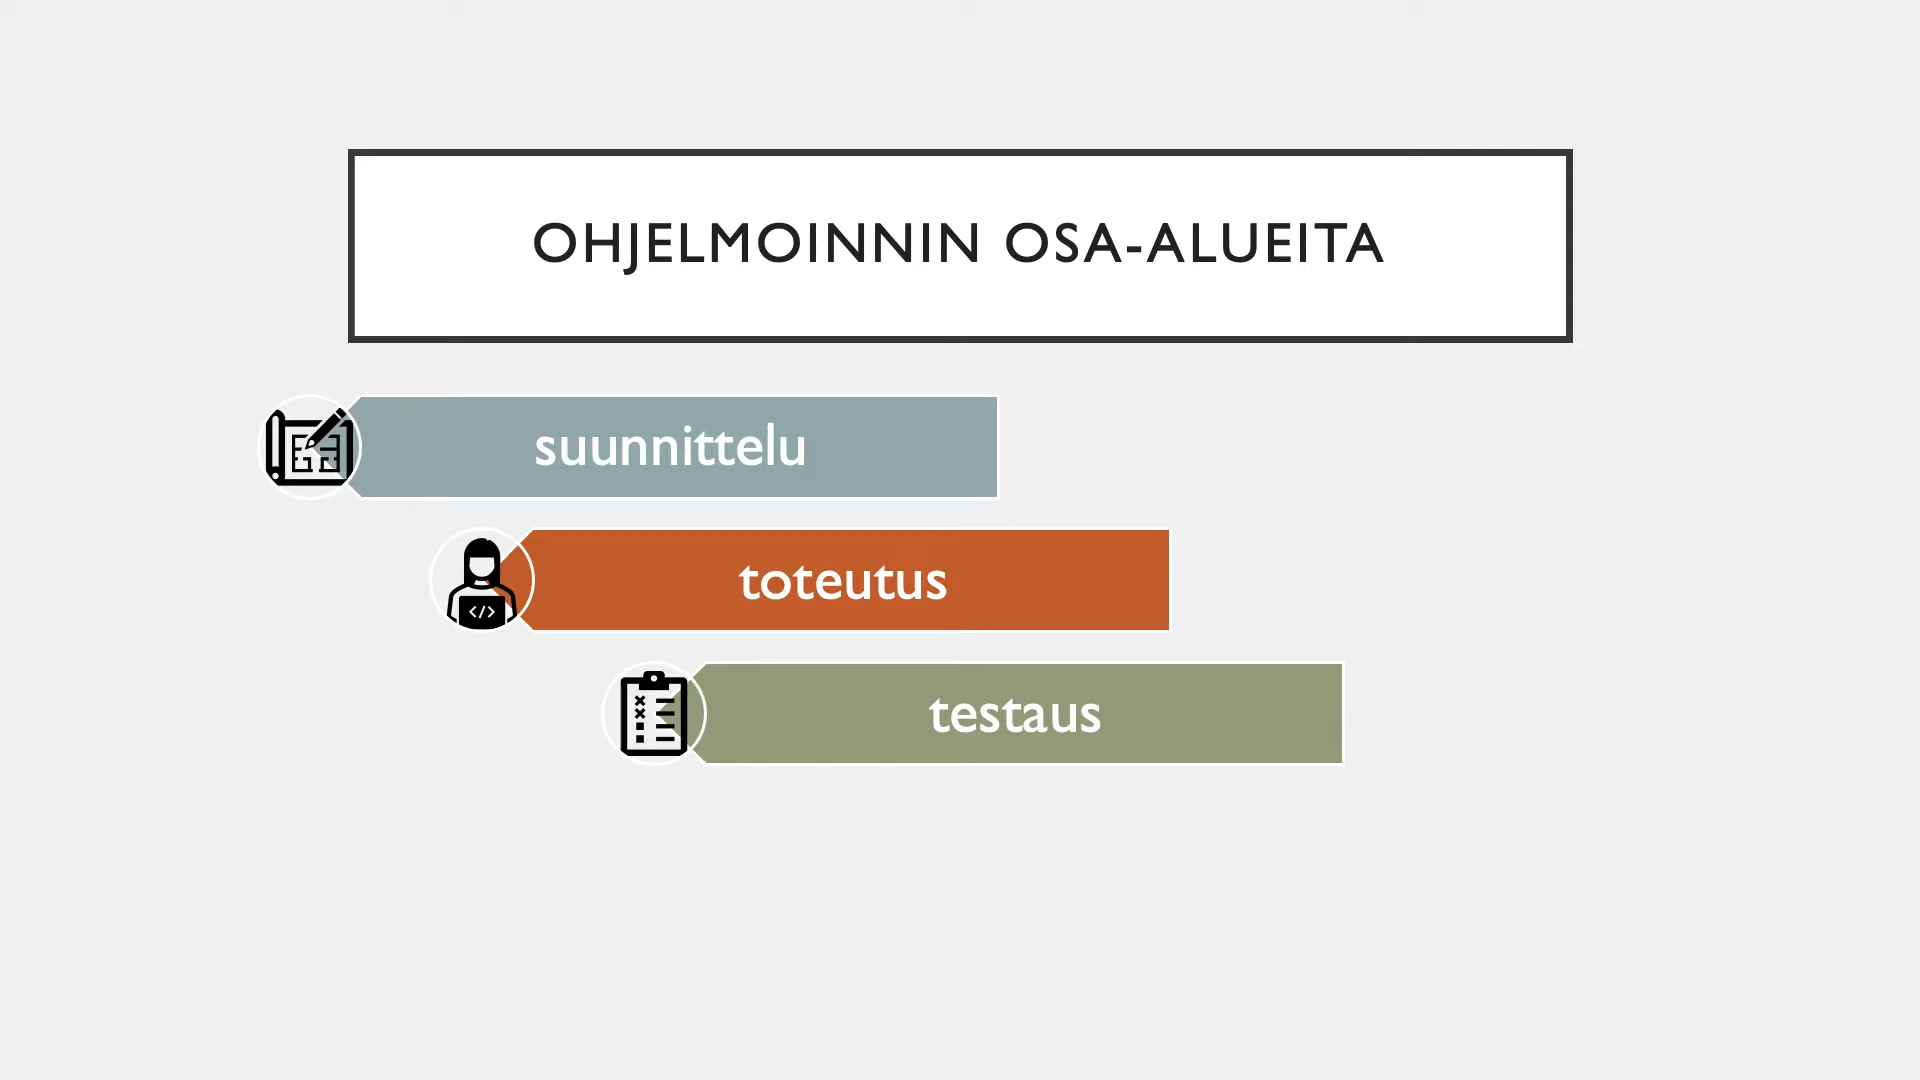 OHJELMOINNIN OSA-ALUEITA
suunnittelu
toteutus
</>
testaus